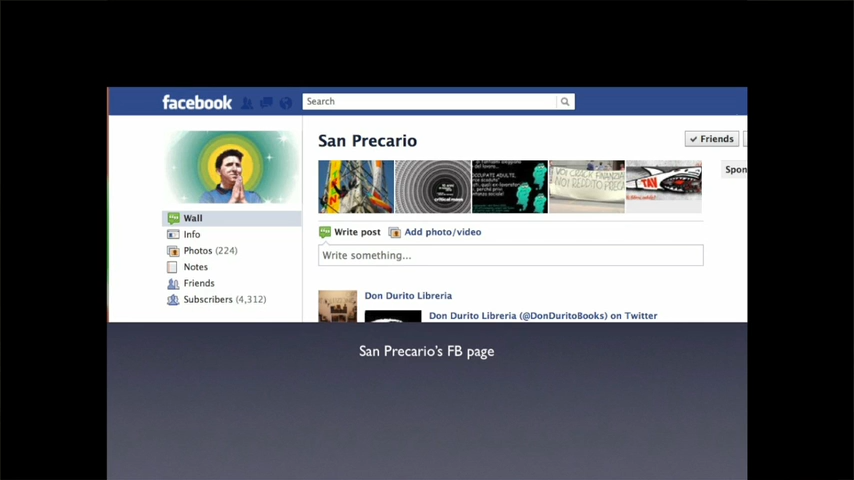 facebook
Search
San Precario
Friends
Spon
TAV
Write post
Add photo/video
Write something...
Wall
Info
Photos (224)
Notes
Friends
Subscribers (4,312)
Don Durito Libreria
Don Durito Libreria (@DonDuritoBooks) on Twitter
San Precario's FB page